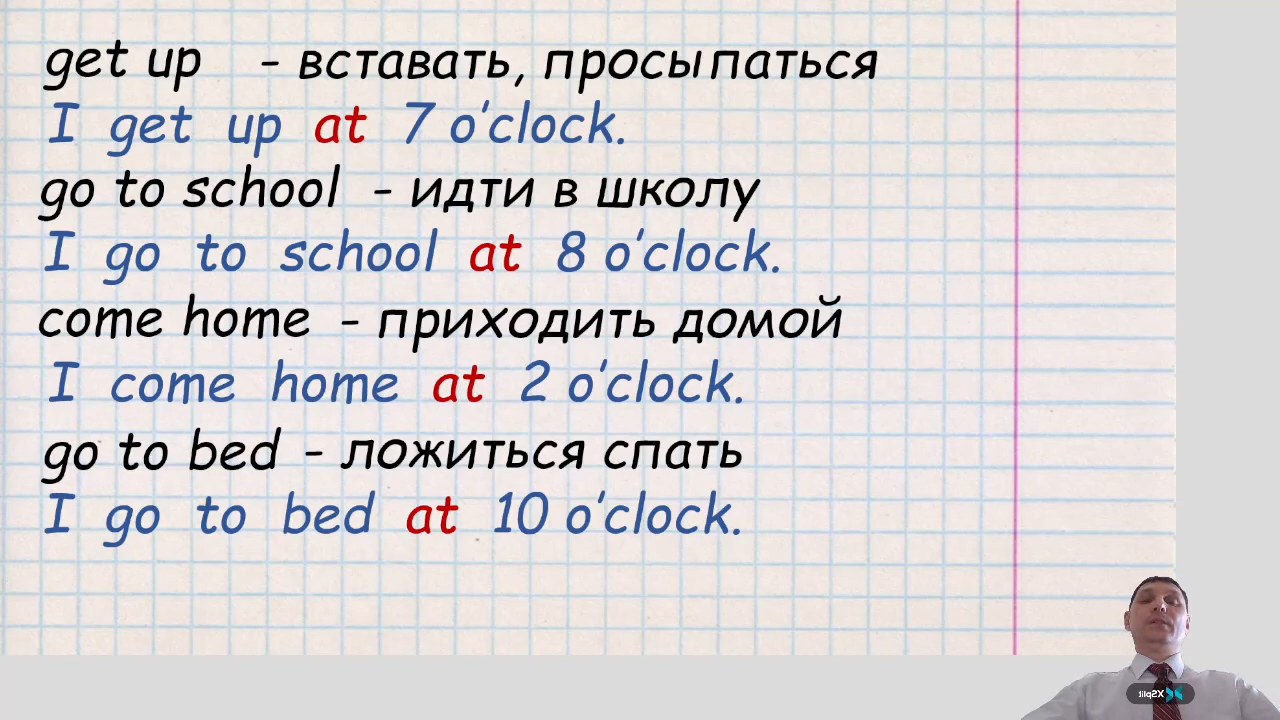 get up - вставать, просыпаться
I get up at 7 o'clock.
go to school - идти в школу
I go to school at 8 o'clock.
come home - приходить домой
I come home at 2 o'clock.
go to bed - ложиться спать
I go to bed at 10 o'clock.
XSplit